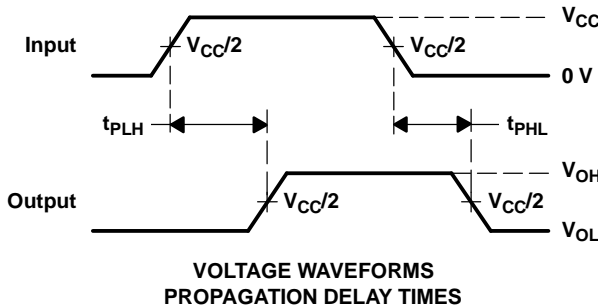 V_CC
Input
V_CC/2
V_CC/2
0 V
t_PLH
t_PHL
V_OH
Output
V_CC/2
V_CC/2
V_OL
VOLTAGE WAVEFORMS
PROPAGATION DELAY TIMES